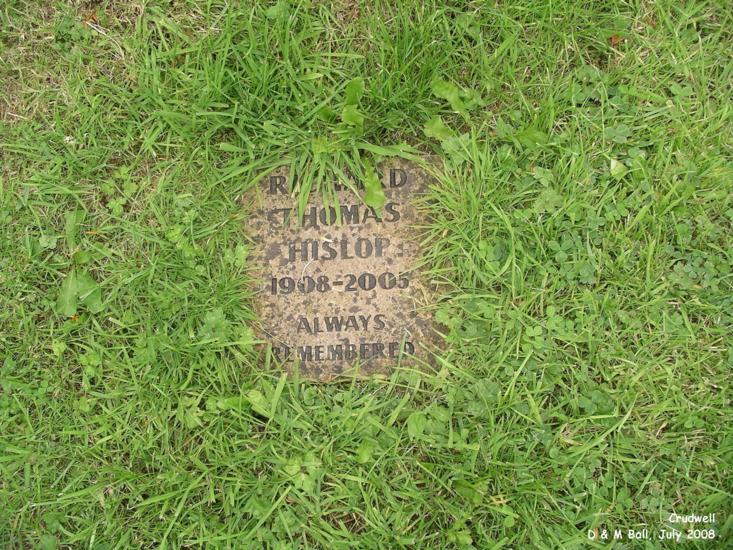 THOMAS
HISLOP
1908-2005
ALWAYS
REMEMBERED
Crudwell
D & M Ball, July 2008